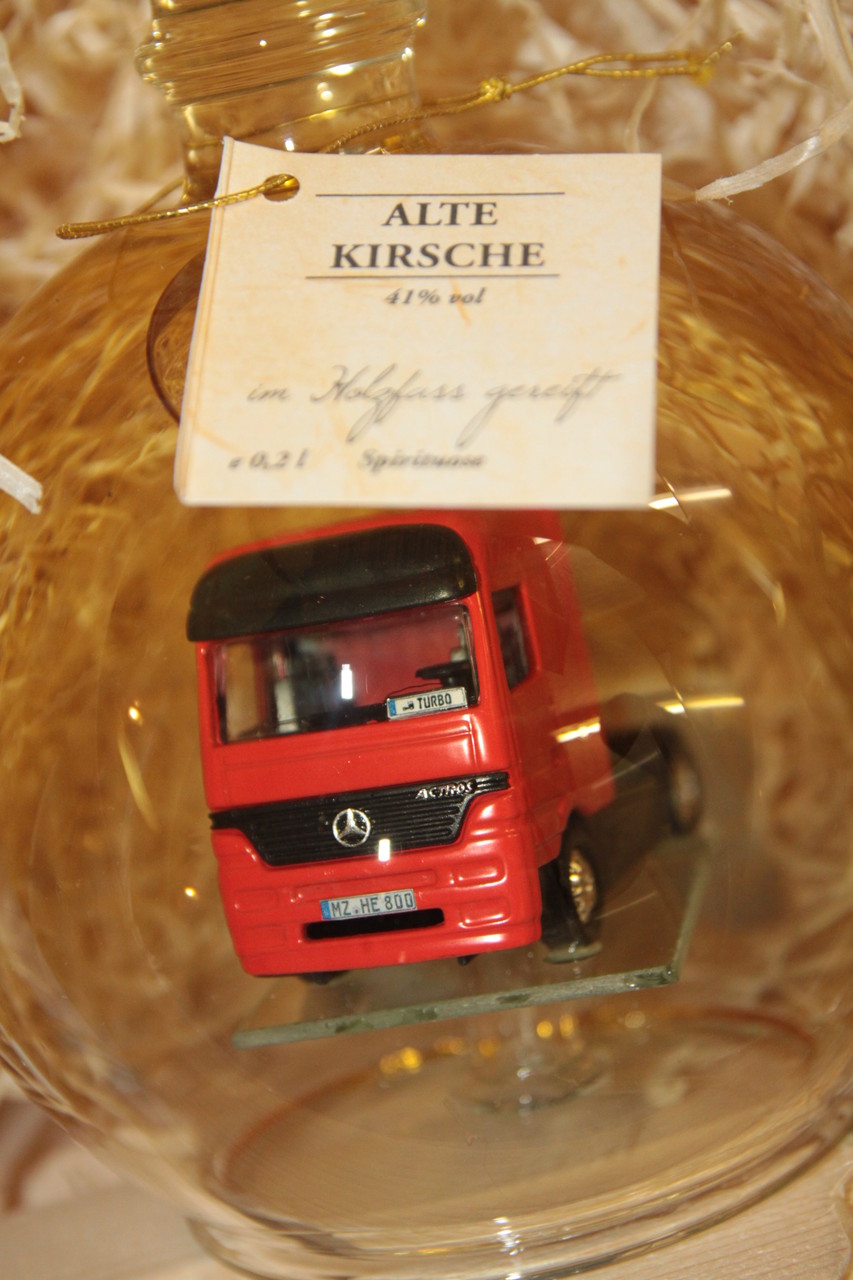 ALTE
KIRSCHE
41% vol
im Holzfass gereift
e 0,2 l Spirituose
TURBO
ACTROS
MZ.HE 800